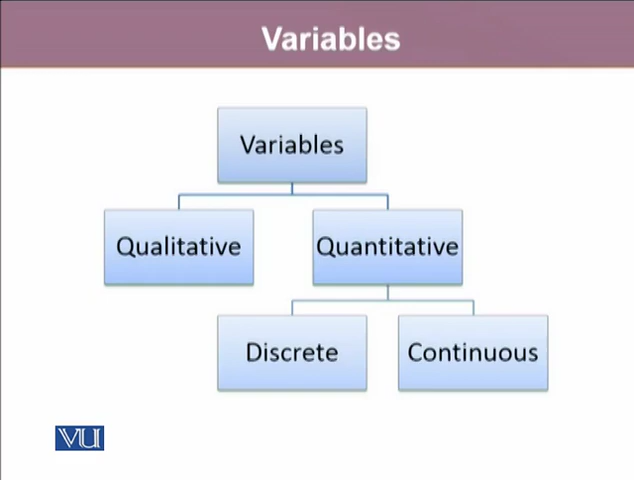 Variables
Variables
Qualitative
Quantitative
Discrete
Continuous
VU